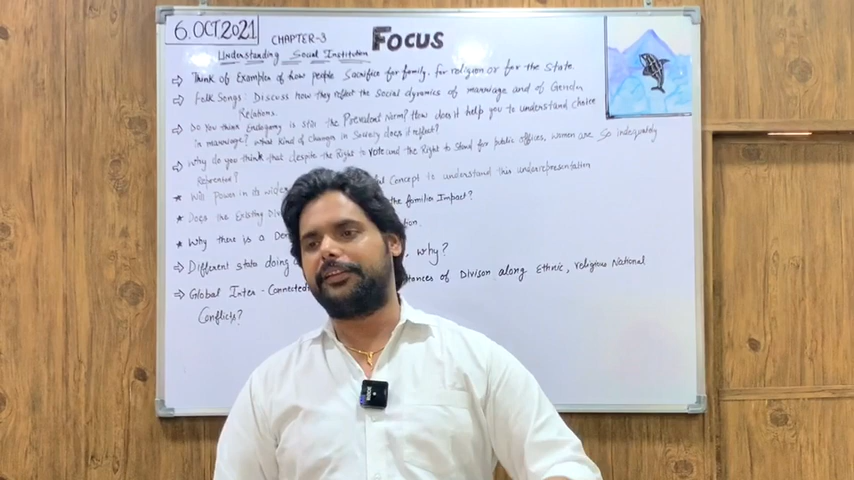 6.OCT.2021
CHAPTER-3
Focus
Understanding Social Institution
⇒ Think of Examples of how people Sacrifice for family, for religion or for the State.
⇒ Folk Songs: Discuss how they reflect the Social dynamics of marriage and of Gender
Relations.
⇒ Do You think Endogamy is still the Prevalent Norm? How does it help you to understand choice
in marriage? What kind of changes in Society does it reflect?
⇒ Why do you think that despite the Right to vote and the Right to Stand for public offices, women are so
Represente?
* Will Power in its wider Concept to understand this underrepresentation
* Does the Existing the familier Impact?
* Why there is a
⇒ Different state doing , why?
⇒ Global Inter-Connected of Divison along Ethnic, religious National
Conflicts?